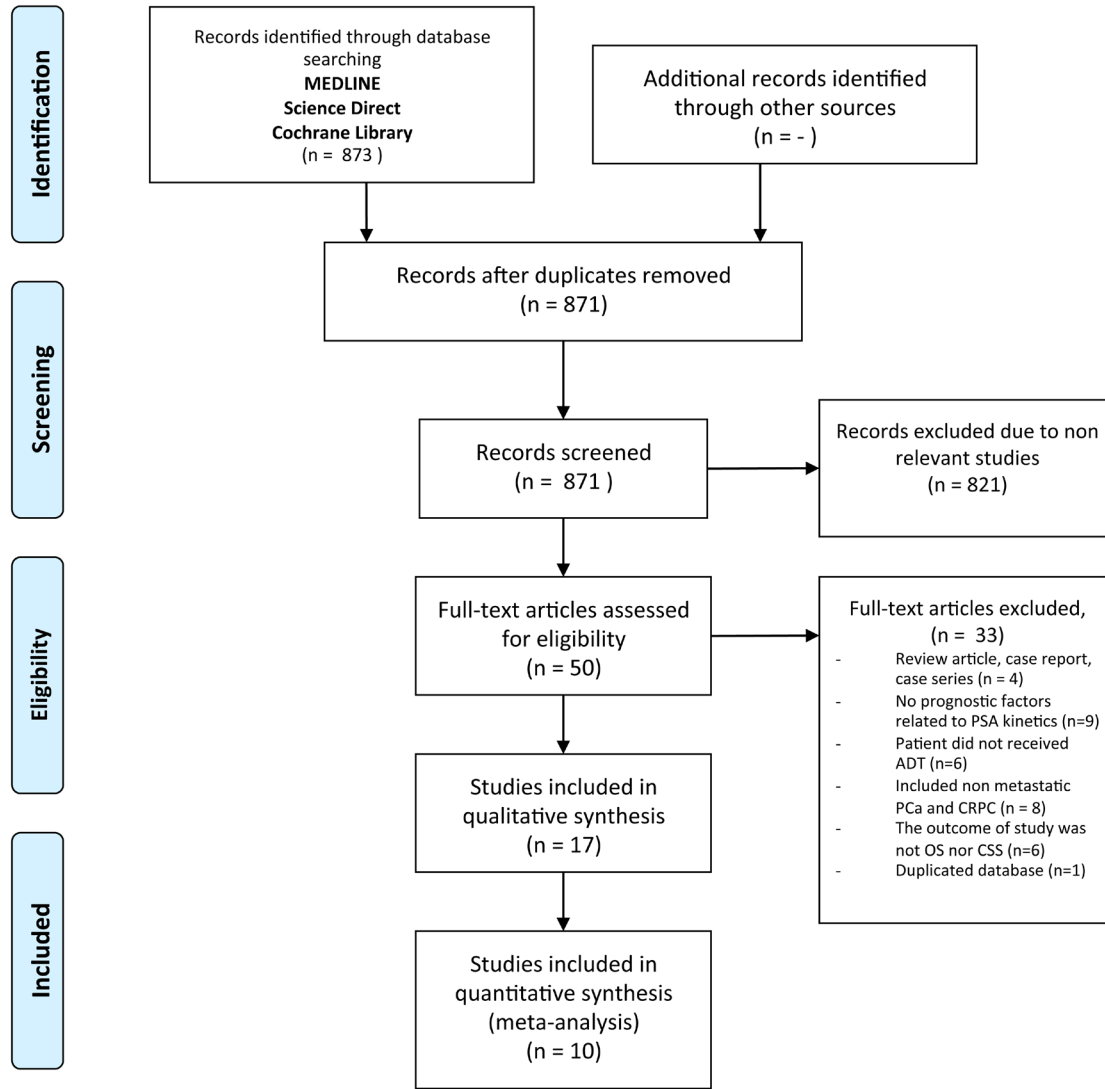 Identification
Records identified through database
searching
MEDLINE
Science Direct
Cochrane Library
(n = 873 )
Additional records identified
through other sources
(n = - )
Records after duplicates removed
(n = 871)
Screening
Records screened
(n = 871 )
Records excluded due to non
relevant studies
(n = 821)
Eligibility
Full-text articles assessed
for eligibility
(n = 50)
Full-text articles excluded,
(n = 33)
- Review article, case report,
case series (n = 4)
- No prognostic factors
related to PSA kinetics (n=9)
- Patient did not received
ADT (n=6)
- Included non metastatic
PCa and CRPC (n = 8)
- The outcome of study was
not OS nor CSS (n=6)
- Duplicated database (n=1)
Studies included in
qualitative synthesis
(n = 17)
Included
Studies included in
quantitative synthesis
(meta-analysis)
(n = 10)